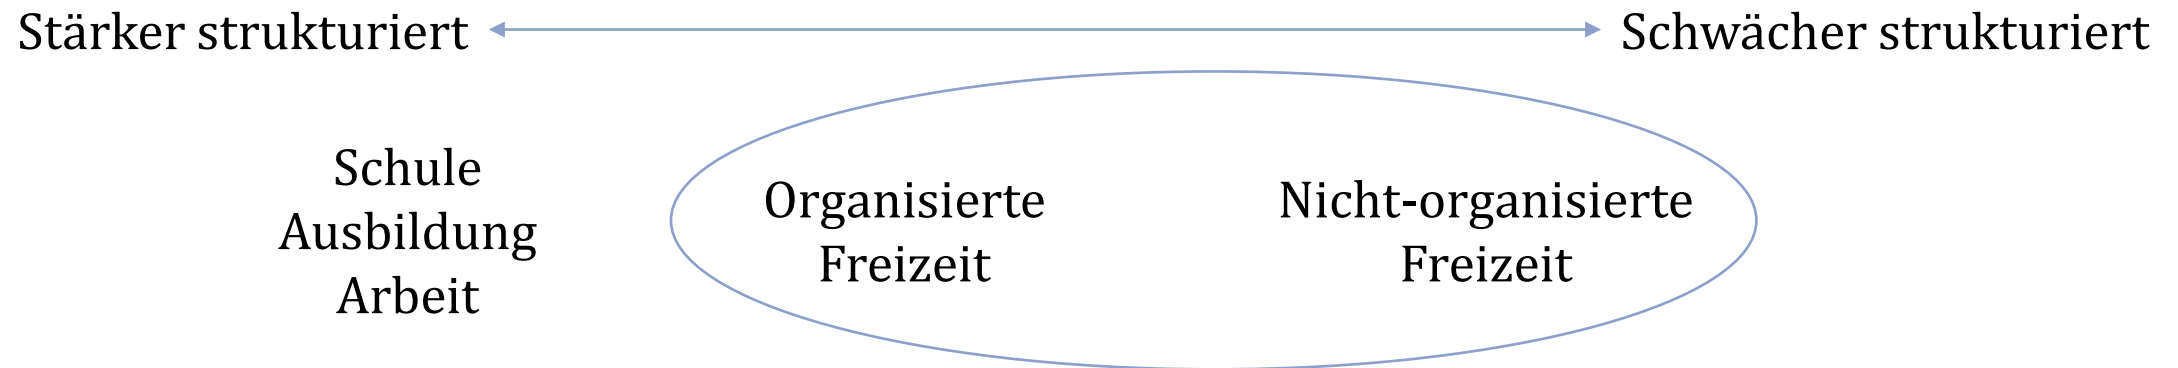 Stärker strukturiert
Schwächer strukturiert
Schule
Ausbildung
Arbeit
Organisierte
Freizeit
Nicht-organisierte
Freizeit